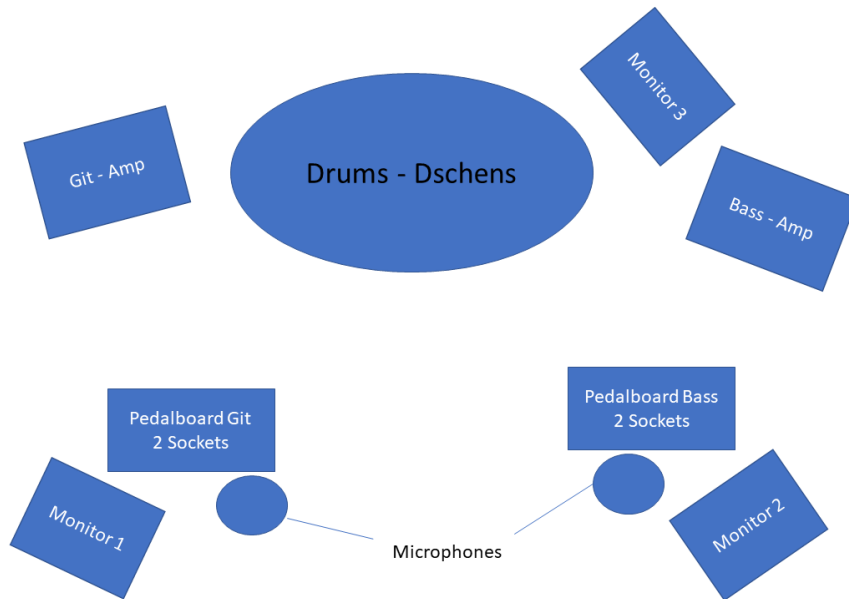 Monitor 3
Git - Amp
Drums - Dschens
Bass - Amp
Pedalboard Git
2 Sockets
Pedalboard Bass
2 Sockets
Monitor 1
Monitor 2
Microphones